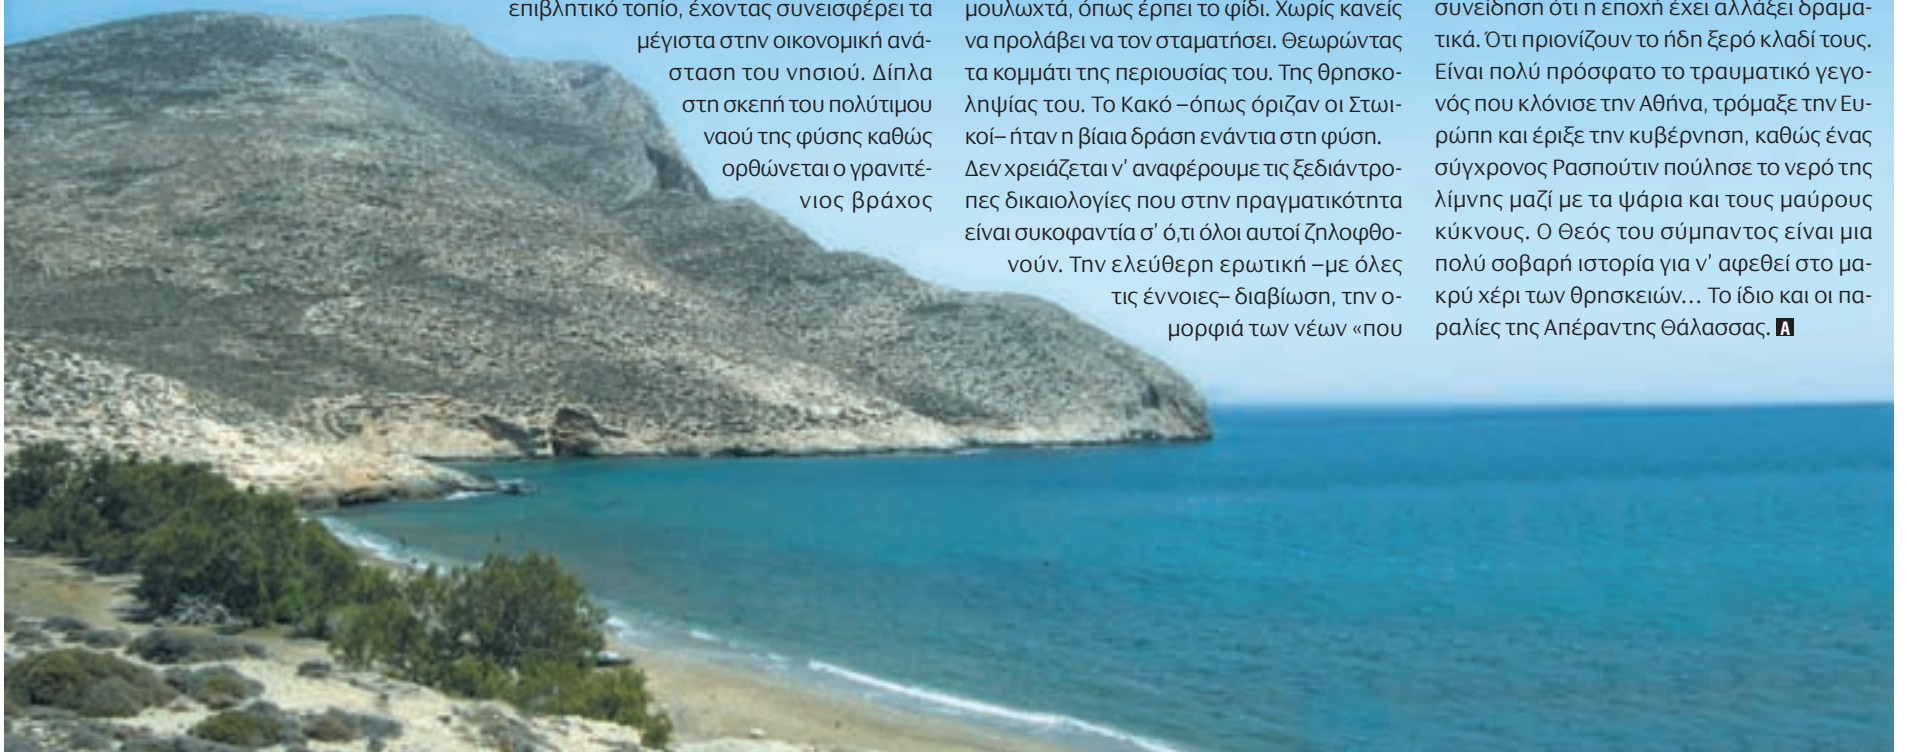 επιβλητικό τοπίο, έχοντας συνεισφέρει τα
μέγιστα στην οικονομική ανά-
σταση του νησιού. Δίπλα
στη σκεπή του πολύτιμου
ναού της φύσης καθώς
ορθώνεται ο γρανιτέ-
νιος βράχος
μουλωχτά, όπως έρπει το φίδι. Χωρίς κανείς
να προλάβει να τον σταματήσει. Θεωρώντας
τα κομμάτι της περιουσίας του. Της θρησκο-
ληψίας του. Το Κακό –όπως όριζαν οι Στωι-
κοί– ήταν η βίαια δράση ενάντια στη φύση.
Δεν χρειάζεται ν' αναφέρουμε τις ξεδιάντρο-
πες δικαιολογίες που στην πραγματικότητα
είναι συκοφαντία σ' ό,τι όλοι αυτοί ζηλοφθο-
νούν. Την ελεύθερη ερωτική –με όλες
τις έννοιες– διαβίωση, την ο-
μορφιά των νέων «που
συνείδηση ότι η εποχή έχει αλλάξει δραμα-
τικά. Ότι πριονίζουν το ήδη ξερό κλαδί τους.
Είναι πολύ πρόσφατο το τραυματικό γεγο-
νός που κλόνισε την Αθήνα, τρόμαξε την Ευ-
ρώπη και έριξε την κυβέρνηση, καθώς ένας
σύγχρονος Ρασπούτιν πούλησε το νερό της
λίμνης μαζί με τα ψάρια και τους μαύρους
κύκνους. Ο Θεός του σύμπαντος είναι μια
πολύ σοβαρή ιστορία για ν' αφεθεί στο μα-
κρύ χέρι των θρησκειών... Το ίδιο και οι πα-
ραλίες της Απέραντης Θάλασσας. A